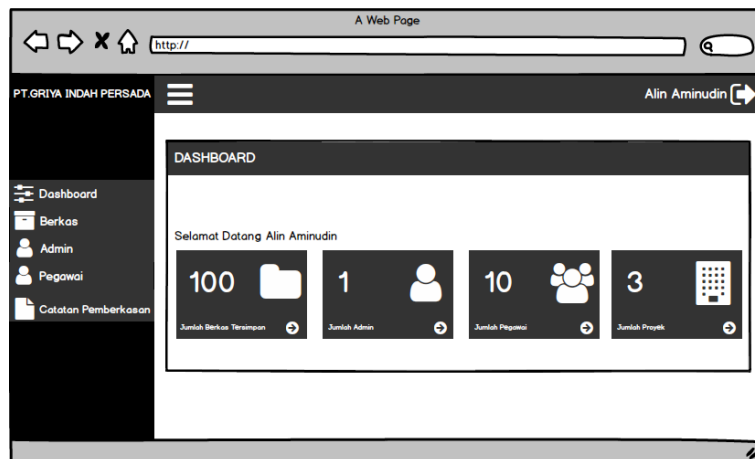 A Web Page
http://
PT.GRIYA INDAH PERSADA
Alin Aminudin
DASHBOARD
Dashboard
Berkas
Admin
Pegawai
Catatan Pemberkasan
Selamat Datang Alin Aminudin
100
Jumlah Berkas Tersimpan
1
Jumlah Admin
10
Jumlah Pegawai
3
Jumlah Proyek